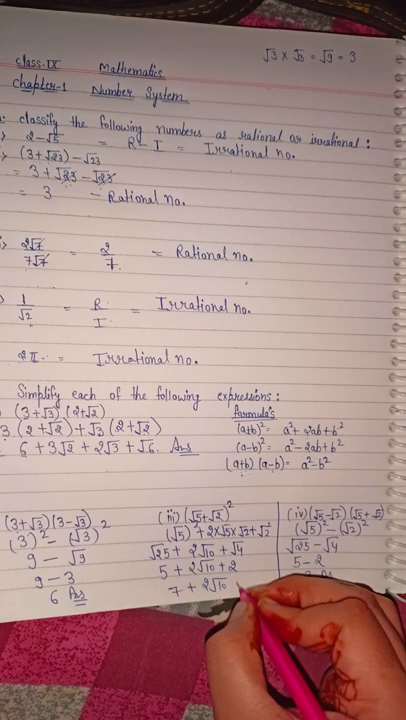 √3 × √3 = √9 = 3
Class-IX Mathematics
Chapter-1 Number System
classify the following numbers as rational or irrational:
2-√5 = R-I = Irrational no.
(3+√23)-√23
= 3+√23-√23
= 3 - Rational no.
2√7/7√7 = 2/7 = Rational no.
1/√2 = R/I = Irrational no.
2π = Irrational no.
Simplify each of the following expressions:
(3+√3)(2+√2)
3(2+√2)+√3(2+√2)
6+3√2+2√3+√6. Ans
Formula's
(a+b)² = a²+2ab+b²
(a-b)² = a²-2ab+b²
(a+b)(a-b) = a²-b²
(3+√3)(3-√3)
(3)²-(√3)²
9-√9
9-3
6 Ans
(iii) (√5+√2)²
(√5)²+2×√5×√2+√2²
√25+2√10+√4
5+2√10+2
7+2√10
(iv) (√5-√2)(√5+√2)
(√5)²-(√2)²
√25-√4
5-2